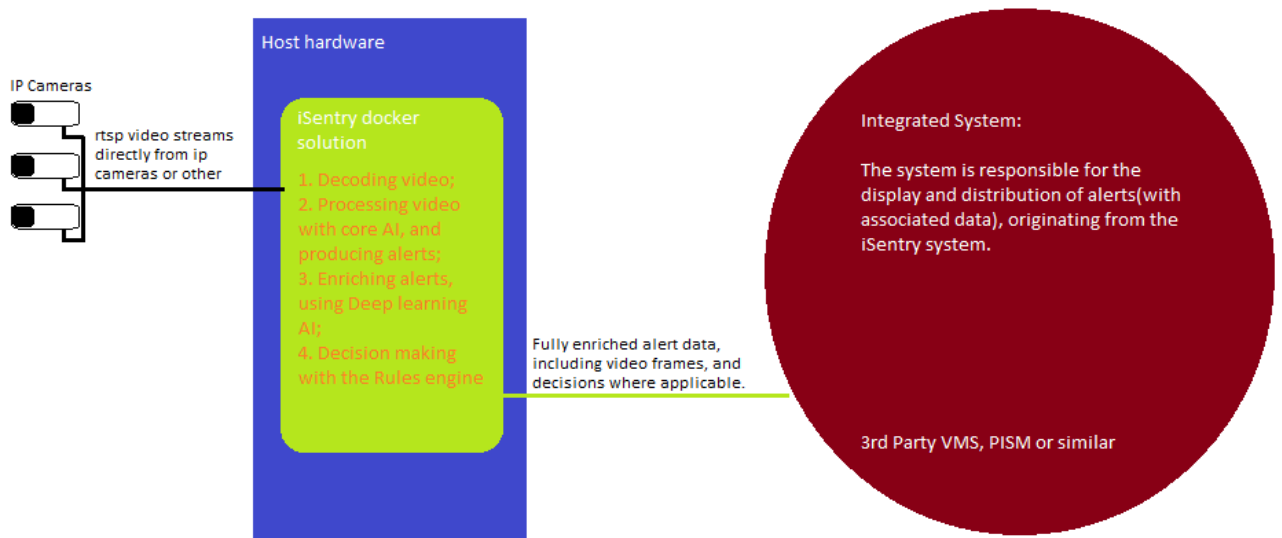 Host hardware
IP Cameras
rtsp video streams
directly from ip
cameras or other
iSentry docker
solution
1. Decoding video;
2. Processing video
with core AI, and
producing alerts;
3. Enriching alerts,
using Deep learning
AI;
4. Decision making
with the Rules engine
Fully enriched alert data,
including video frames, and
decisions where applicable.
Integrated System:
The system is responsible for the
display and distribution of alerts(with
associated data), originating from the
iSentry system.
3rd Party VMS, PISM or similar